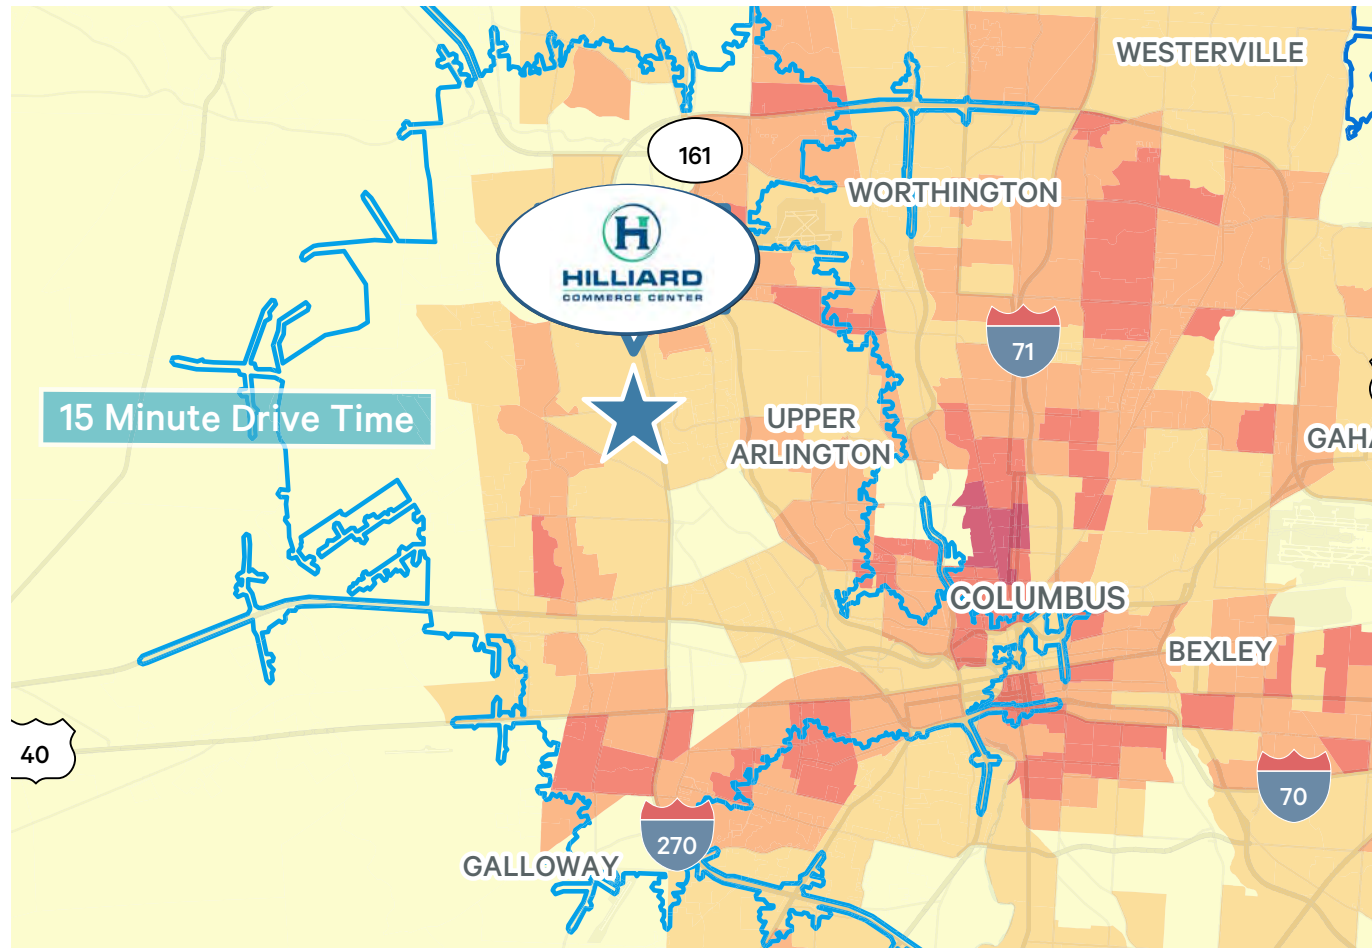 WESTERVILLE
161
WORTHINGTON
H
HILLIARD
COMMERCE CENTER
71
15 Minute Drive Time
UPPER
ARLINGTON
GAHA
COLUMBUS
BEXLEY
40
70
270
GALLOWAY